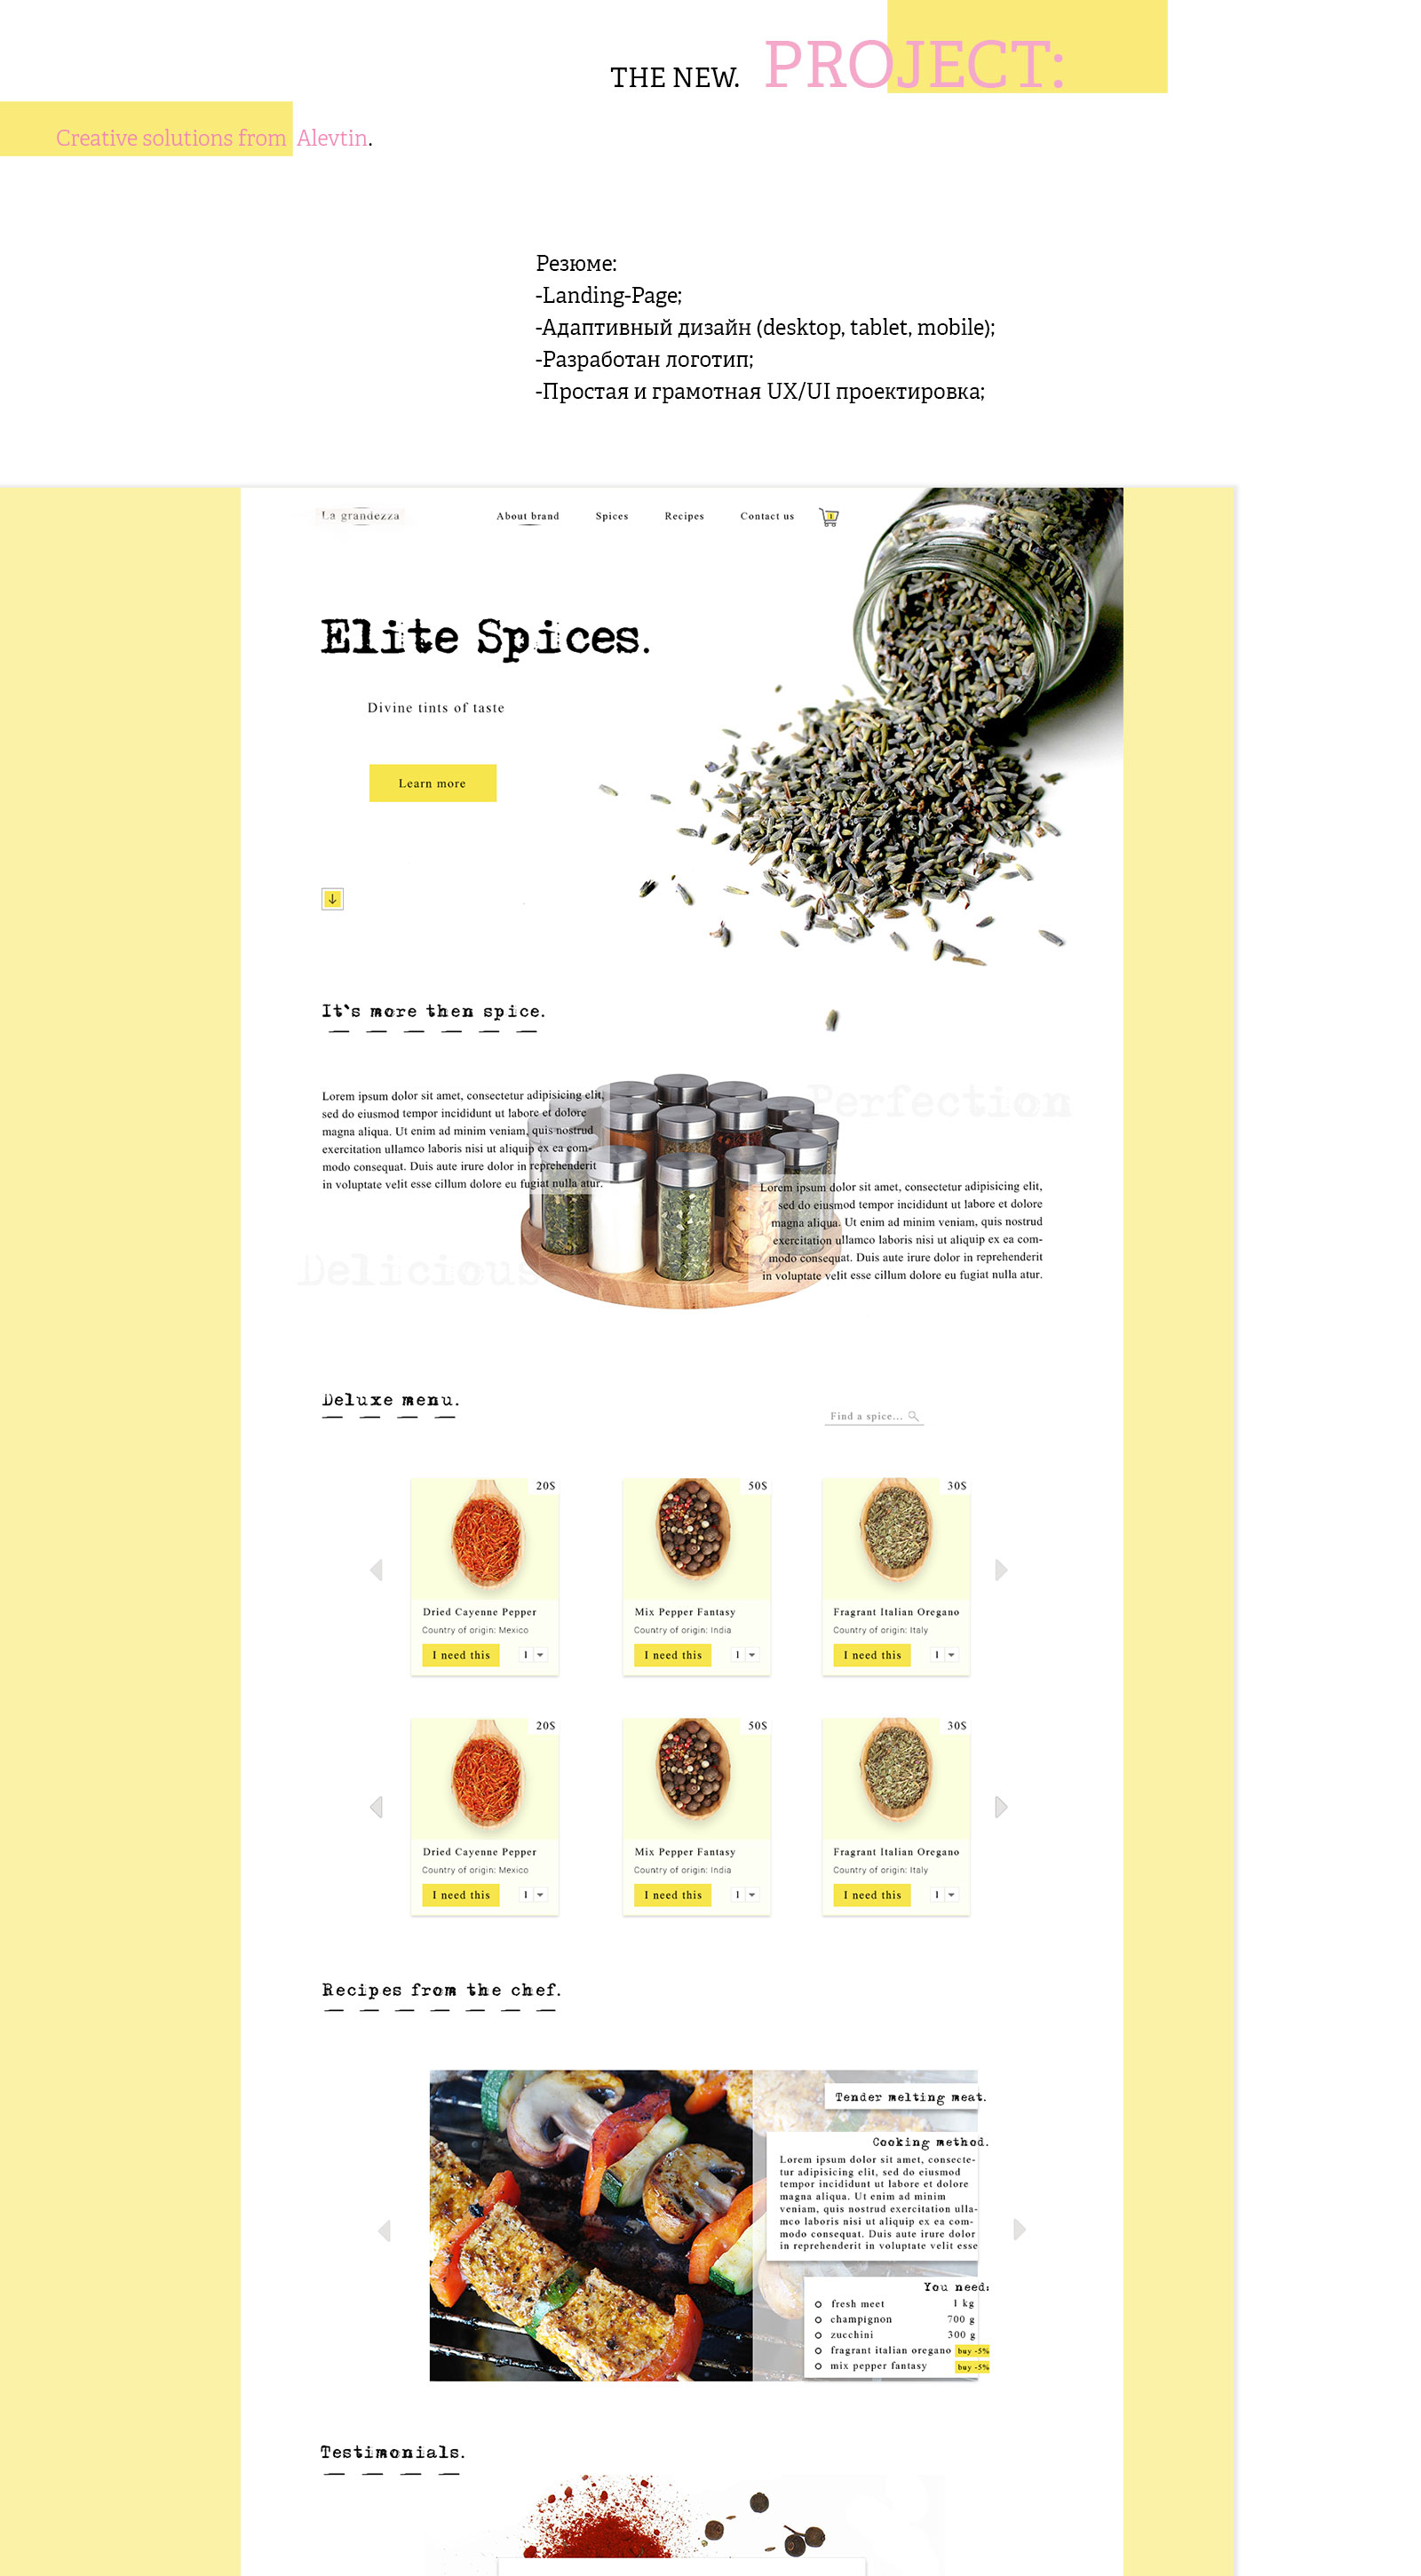 THE NEW. PROJECT:
Creative solutions from Alevtin.
Резюме:
-Landing-Page;
-Адаптивный дизайн (desktop, tablet, mobile);
-Разработан логотип;
-Простая и грамотная UX/UI проектировка;
La grandezza
About brand Spices Recipes Contact us 1
Elite Spices.
Divine tints of taste
Learn more
It's more then spice.
Perfection
Lorem ipsum dolor sit amet, consectetur adipisicing elit,
sed do eiusmod tempor incididunt ut labore et dolore
magna aliqua. Ut enim ad minim veniam, quis nostrud
exercitation ullamco laboris nisi ut aliquip ex ea com-
modo consequat. Duis aute irure dolor in reprehenderit
in voluptate velit esse cillum dolore eu fugiat nulla atur.
Lorem ipsum dolor sit amet, consectetur adipisicing elit,
sed do eiusmod tempor incididunt ut labore et dolore
magna aliqua. Ut enim ad minim veniam, quis nostrud
exercitation ullamco laboris nisi ut aliquip ex ea com-
modo consequat. Duis aute irure dolor in reprehenderit
in voluptate velit esse cillum dolore eu fugiat nulla atur.
Delicious
Deluxe menu.
Find a spice...
20$ 50$ 30$
Dried Cayenne Pepper Mix Pepper Fantasy Fragrant Italian Oregano
Country of origin: Mexico Country of origin: India Country of origin: Italy
I need this 1 I need this 1 I need this 1
20$ 50$ 30$
Dried Cayenne Pepper Mix Pepper Fantasy Fragrant Italian Oregano
Country of origin: Mexico Country of origin: India Country of origin: Italy
I need this 1 I need this 1 I need this 1
Recipes from the chef.
Tender melting meat.
Cooking method.
Lorem ipsum dolor sit amet, consecte-
tur adipisicing elit, sed do eiusmod
tempor incididunt ut labore et dolore
magna aliqua. Ut enim ad minim
veniam, quis nostrud exercitation ulla-
mco laboris nisi ut aliquip ex ea com-
modo consequat. Duis aute irure dolor
in reprehenderit in voluptate velit esse
You need:
fresh meet 1 kg
champignon 700 g
zucchini 300 g
fragrant italian oregano buy -5%
mix pepper fantasy buy -5%
Testimonials.